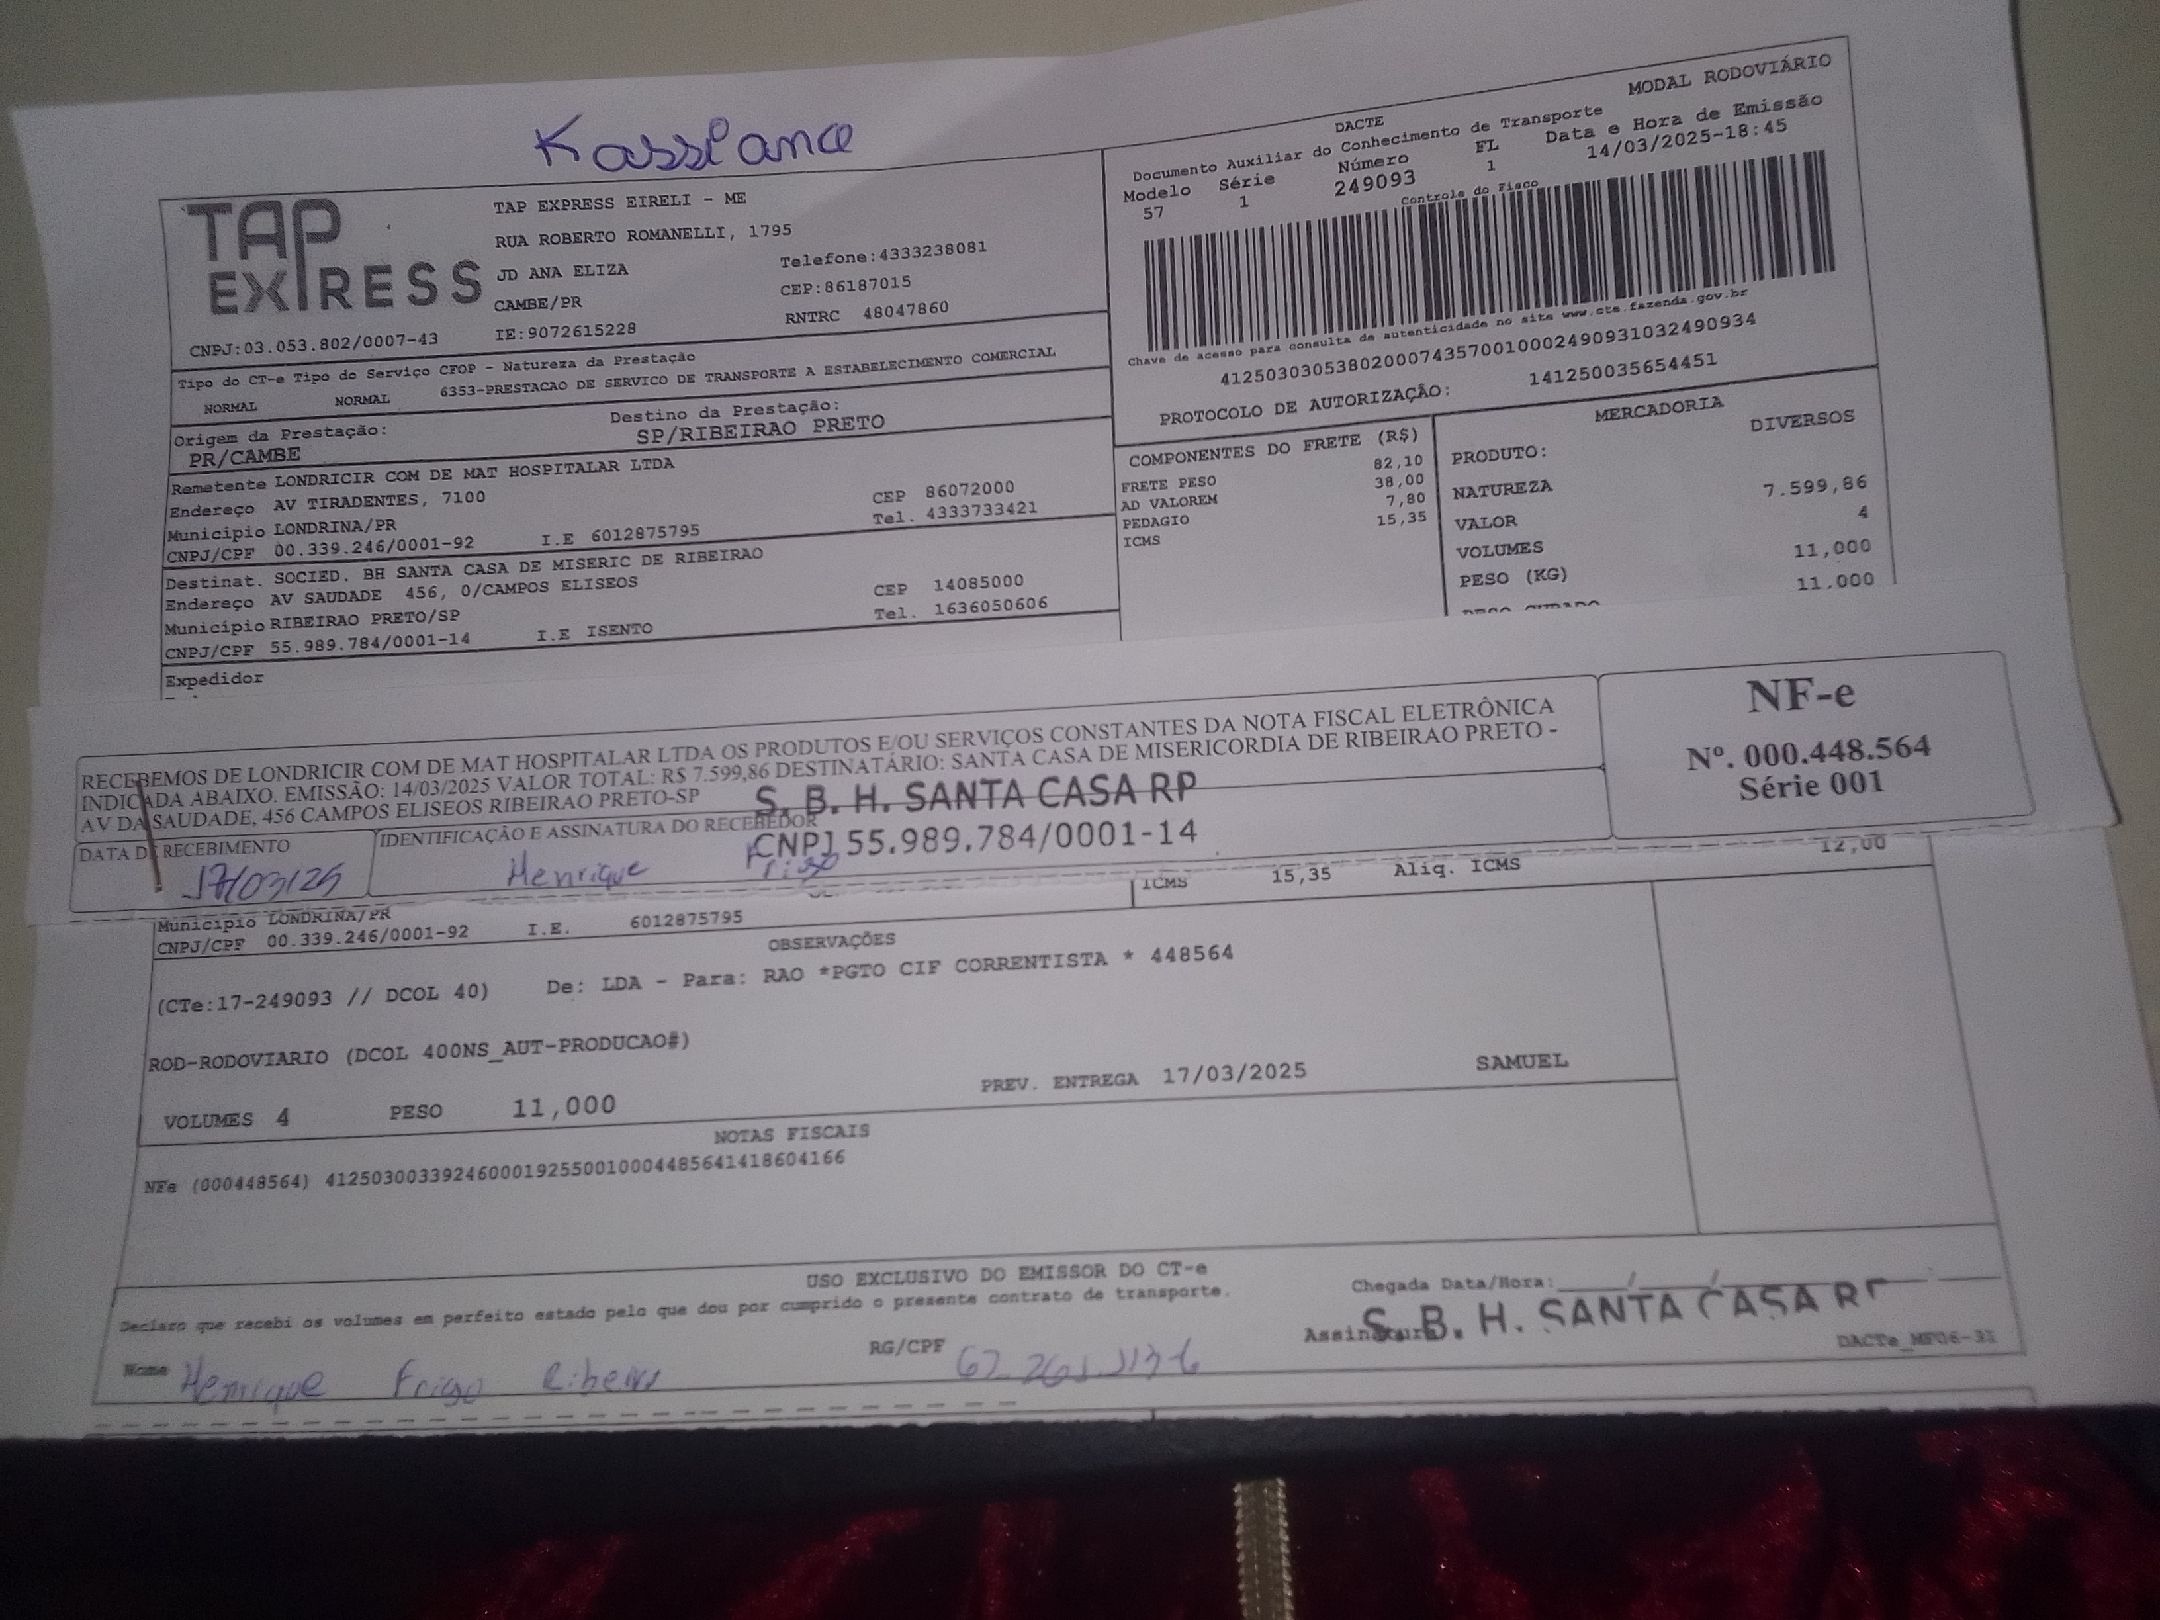 Kassiane
TAP EXPRESS
TAP EXPRESS EIRELI - ME
RUA ROBERTO ROMANELLI, 1795
JD ANA ELIZA Telefone:4333238081
CAMBE/PR CEP:86187015
CNPJ:03.053.802/0007-43 IE:9072615228 RNTRC 48047860
DACTE MODAL RODOVIÁRIO
Documento Auxiliar do Conhecimento de Transporte
Modelo Série Número FL Data e Hora de Emissão
57 1 249093 1 14/03/2025-18:45
Controle do Fisco
Chave de acesso para consulta de autenticidade no site www.cte.fazenda.gov.br
41250303053802000743570010002490931032490934
PROTOCOLO DE AUTORIZAÇÃO: 141250035654451
Tipo do CT-e Tipo do Serviço CFOP - Natureza da Prestação
NORMAL NORMAL 6353-PRESTACAO DE SERVICO DE TRANSPORTE A ESTABELECIMENTO COMERCIAL
Origem da Prestação: Destino da Prestação:
PR/CAMBE SP/RIBEIRAO PRETO
Remetente LONDRICIR COM DE MAT HOSPITALAR LTDA
Endereço AV TIRADENTES, 7100 CEP 86072000
Município LONDRINA/PR Tel. 4333733421
CNPJ/CPF 00.339.246/0001-92 I.E 6012875795
Destinat. SOCIED. BH SANTA CASA DE MISERIC DE RIBEIRAO
Endereço AV SAUDADE 456, 0/CAMPOS ELISEOS CEP 14085000
Município RIBEIRAO PRETO/SP Tel. 1636050606
CNPJ/CPF 55.989.784/0001-14 I.E ISENTO
Expedidor
COMPONENTES DO FRETE (R$)
FRETE PESO 82,10
AD VALOREM 38,00
PEDAGIO 7,80
ICMS 15,35
MERCADORIA
PRODUTO: DIVERSOS
NATUREZA
VALOR 7.599,86
VOLUMES 4
PESO (KG) 11,000
11.000
RECEBEMOS DE LONDRICIR COM DE MAT HOSPITALAR LTDA OS PRODUTOS E/OU SERVIÇOS CONSTANTES DA NOTA FISCAL ELETRÔNICA
INDICADA ABAIXO. EMISSÃO: 14/03/2025 VALOR TOTAL: R$ 7.599,86 DESTINATÁRIO: SANTA CASA DE MISERICORDIA DE RIBEIRAO PRETO -
AV DA SAUDADE, 456 CAMPOS ELISEOS RIBEIRAO PRETO-SP
S. B. H. SANTA CASA RP
CNPJ 55.989.784/0001-14
DATA DE RECEBIMENTO IDENTIFICAÇÃO E ASSINATURA DO RECEBEDOR
17/03/25 Henrique Frigo
NF-e
Nº. 000.448.564
Série 001
ICMS 15,35 Aliq. ICMS 12,00
Município LONDRINA/PR
CNPJ/CPF 00.339.246/0001-92 I.E. 6012875795
OBSERVAÇÕES
(CTe:17-249093 // DCOL 40) De: LDA - Para: RAO *PGTO CIF CORRENTISTA * 448564
ROD-RODOVIARIO (DCOL 400NS_AUT-PRODUCAO#)
VOLUMES 4 PESO 11,000 PREV. ENTREGA 17/03/2025 SAMUEL
NOTAS FISCAIS
NFe (000448564) 41250300339246000192550010004485641418604166
USO EXCLUSIVO DO EMISSOR DO CT-e
Declaro que recebi os volumes em perfeito estado pelo que dou por cumprido o presente contrato de transporte.
Chegada Data/Hora: ____/____/____
Assinatura
S. B. H. SANTA CASA RP
DACTe_MF06-31
Nome Henrique Frigo Ribeiro RG/CPF